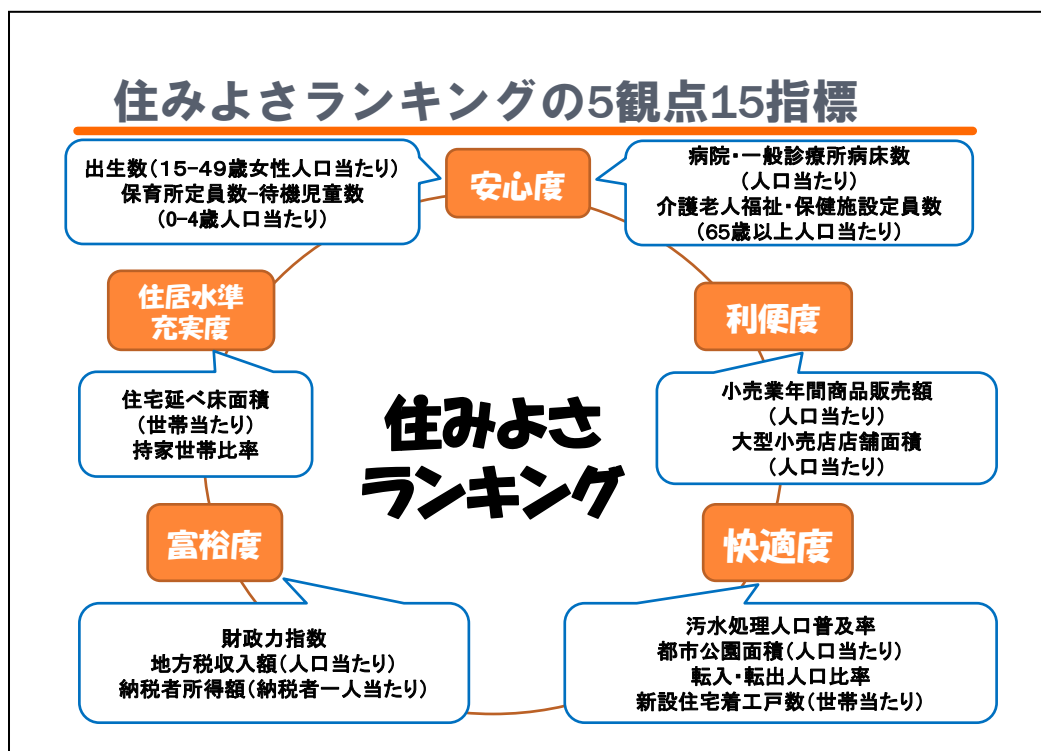 住みよさランキングの5観点15指標
出生数(15-49歳女性人口当たり)
保育所定員数-待機児童数
(0-4歳人口当たり)
安心度
病院・一般診療所病床数
(人口当たり)
介護老人福祉・保健施設定員数
(65歳以上人口当たり)
住居水準
充実度
利便度
住宅延べ床面積
(世帯当たり)
持家世帯比率
住みよさ
ランキング
小売業年間商品販売額
(人口当たり)
大型小売店店舗面積
(人口当たり)
富裕度
快適度
財政力指数
地方税収入額(人口当たり)
納税者所得額(納税者一人当たり)
汚水処理人口普及率
都市公園面積(人口当たり)
転入・転出人口比率
新設住宅着工戸数(世帯当たり)